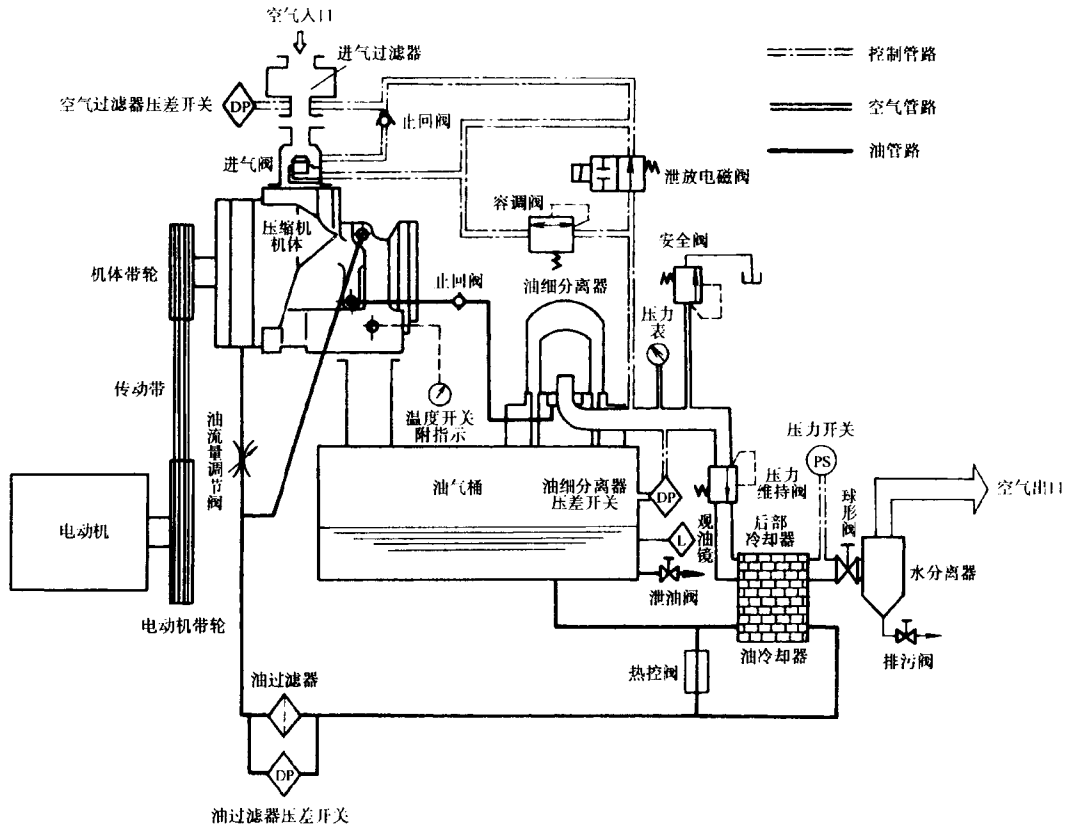 空气入口
进气过滤器
控制管路
空气过滤器压差开关
DP
空气管路
止回阀
油管路
进气阀
泄放电磁阀
容调阀
压缩机
机体
安全阀
机体带轮
止回阀
油细分离器
压力
表
传动带
温度开关
附指示
油流量调节阀
压力开关
PS
油气桶
油细分离器
压差开关
DP
压力
维持阀
球形阀
空气出口
电动机
观油镜
L
后部
冷却器
水分离器
泄油阀
电动机带轮
油冷却器
排污阀
热控阀
油过滤器
DP
油过滤器压差开关